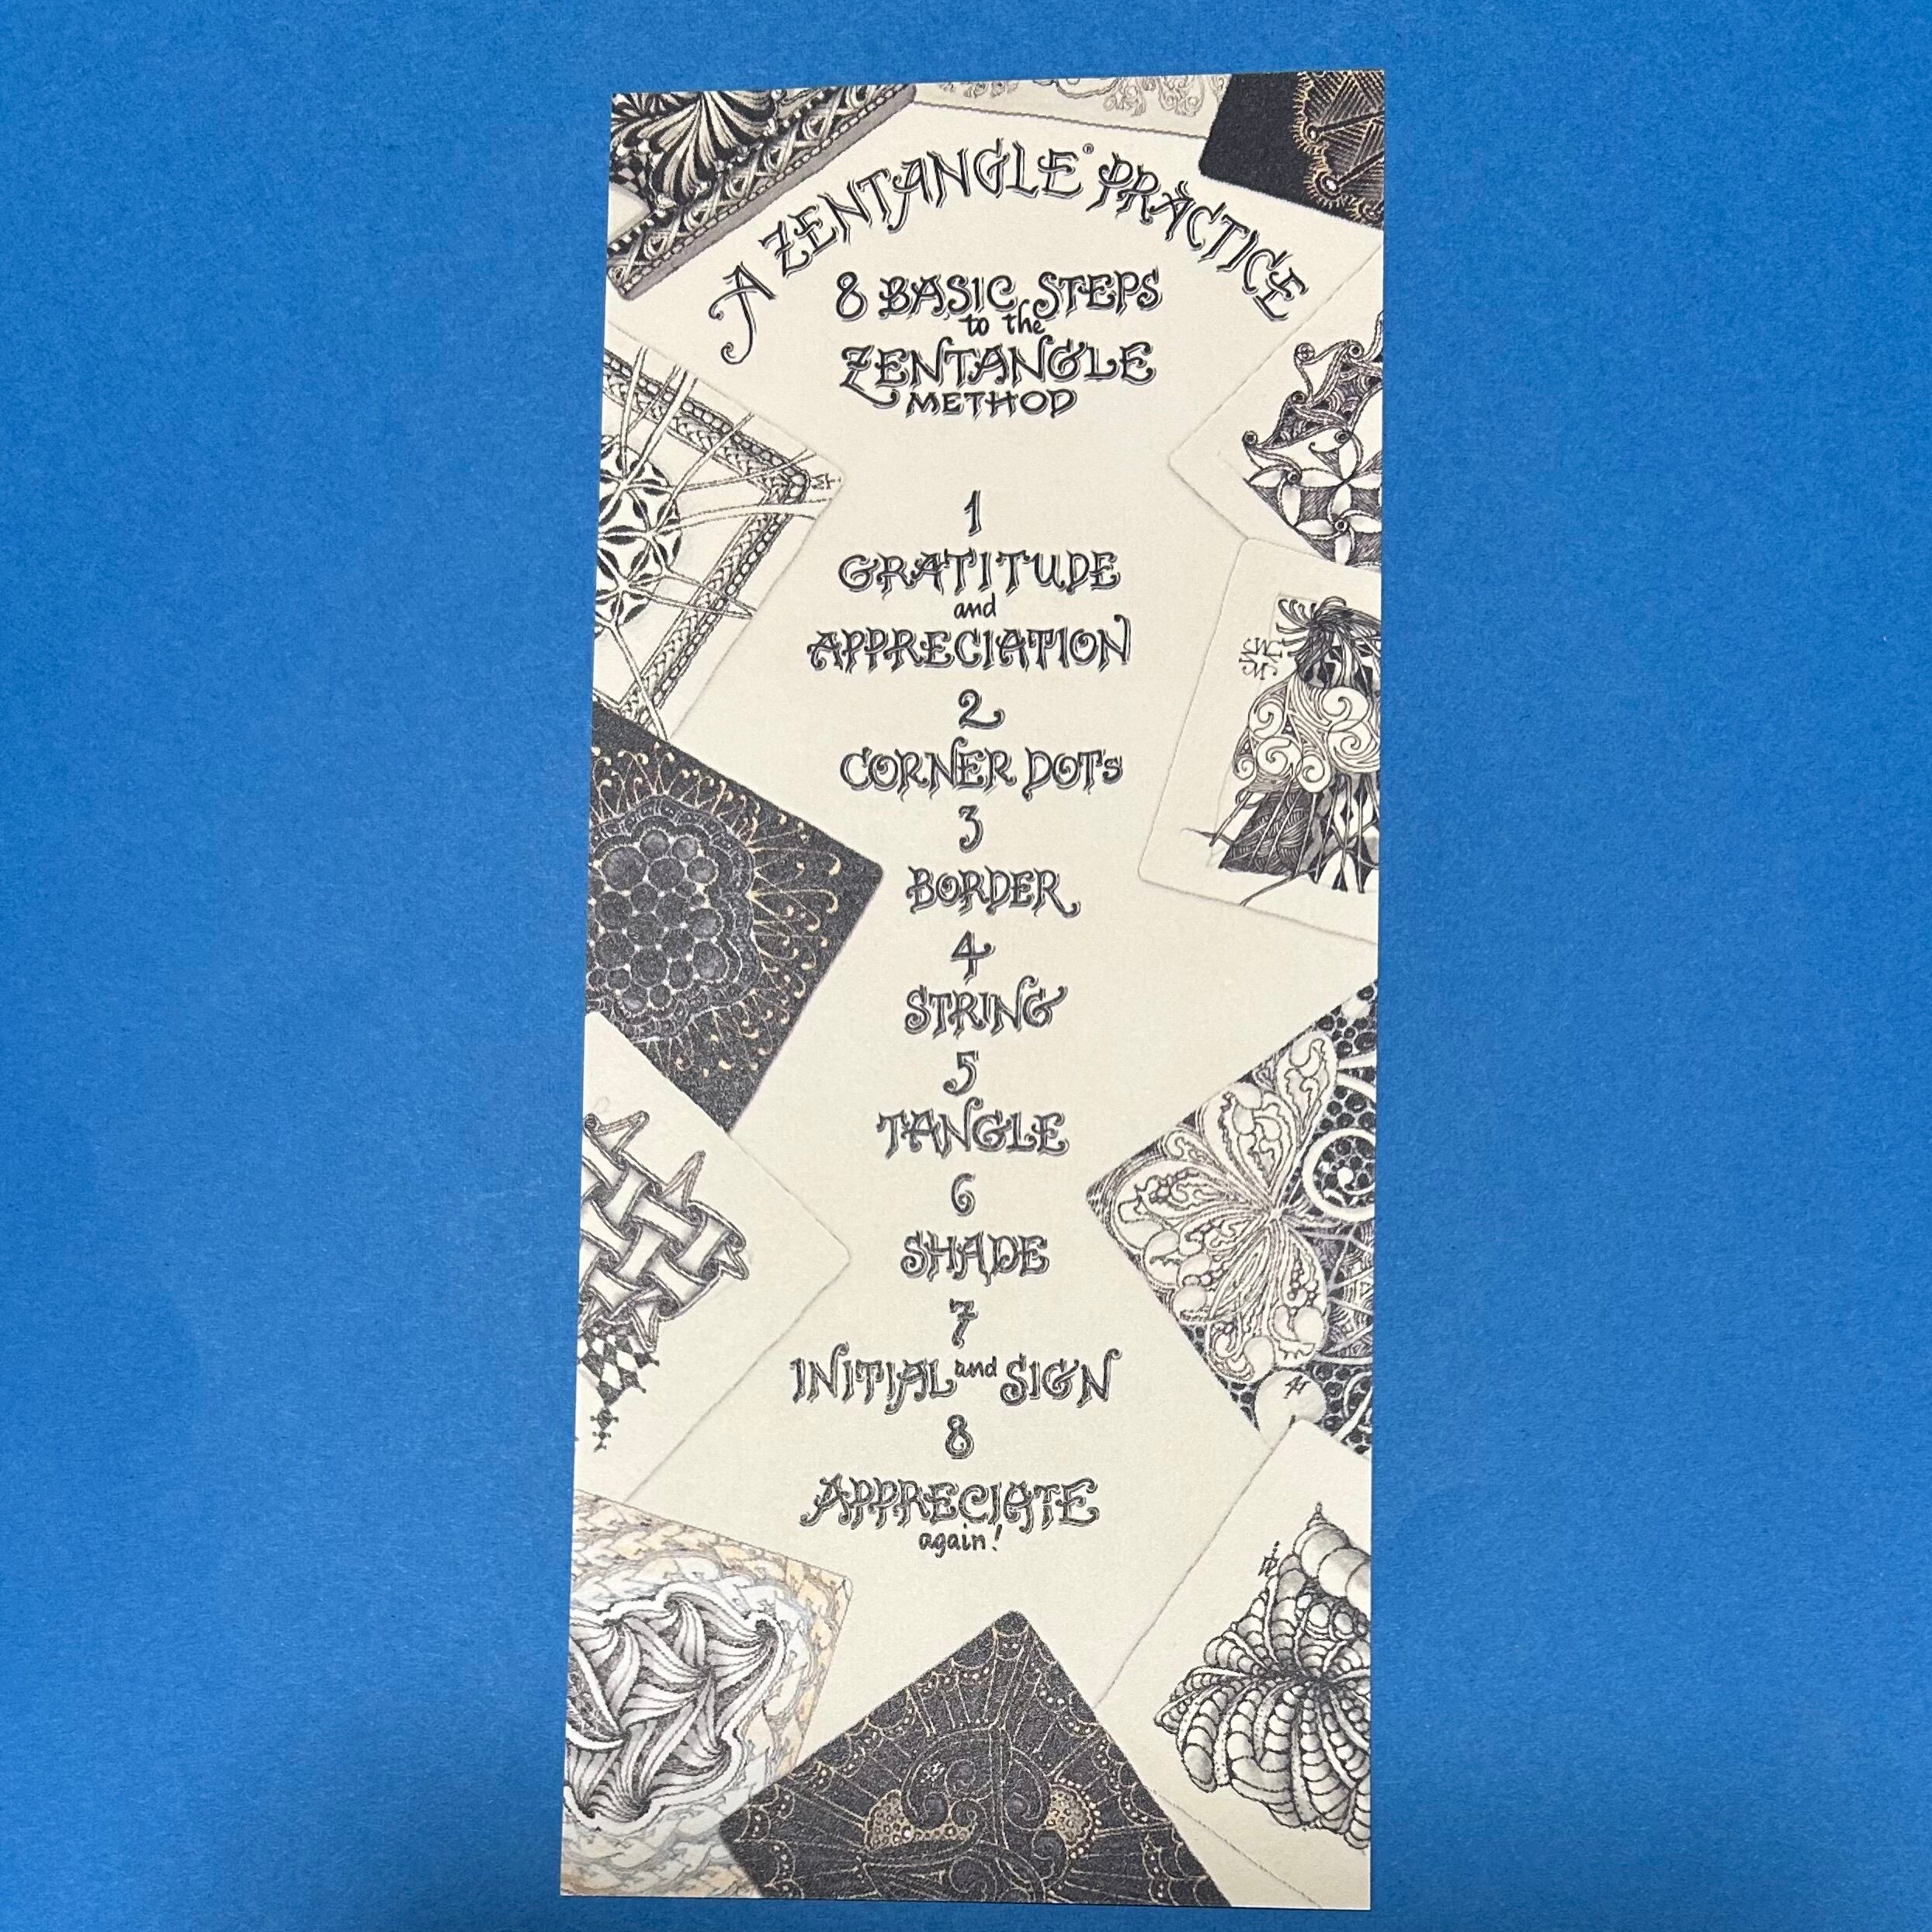 A ZENTANGLE® PRACTICE
8 BASIC STEPS
to the
ZENTANGLE
METHOD
1
GRATITUDE
and
APPRECIATION
2
CORNER DOTs
3
BORDER
4
STRING
5
TANGLE
6
SHADE
7
INITIAL and SIGN
8
APPRECIATE
again!